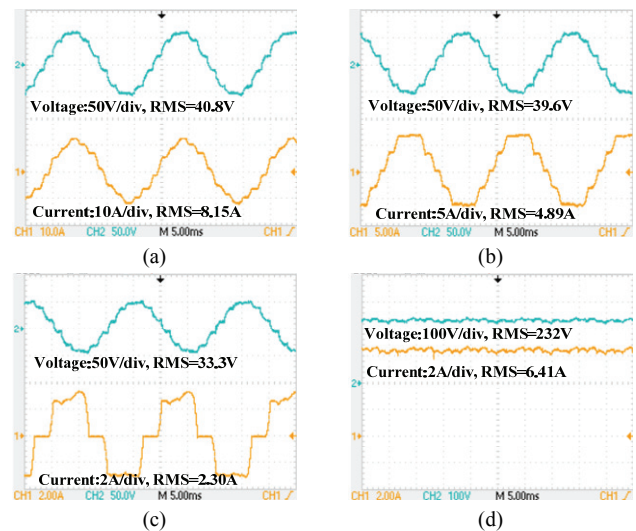 2
Voltage:50V/div, RMS=40.8V
1
Current:10A/div, RMS=8.15A
CH1 10.0A CH2 50.0V M 5.00ms CH1
(a)
2
Voltage:50V/div, RMS=39.6V
1
Current:5A/div, RMS=4.89A
CH1 5.00A CH2 50.0V M 5.00ms CH1
(b)
2
Voltage:50V/div, RMS=33.3V
1
Current:2A/div, RMS=2.30A
CH1 2.00A CH2 50.0V M 5.00ms CH1
(c)
Voltage:100V/div, RMS=232V
Current:2A/div, RMS=6.41A
2
1
CH1 2.00A CH2 100V M 5.00ms CH1
(d)